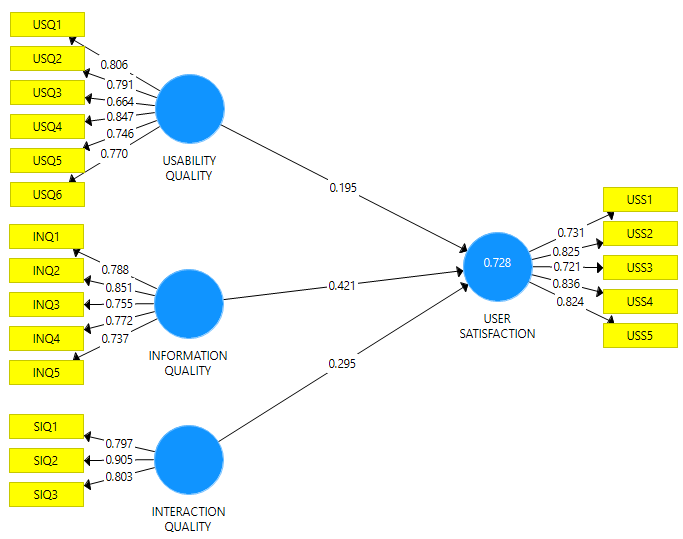 USQ1
USQ2
USQ3
USQ4
USQ5
USQ6
0.806
0.791
0.664
0.847
0.746
0.770
USABILITY
QUALITY
0.195
INQ1
INQ2
INQ3
INQ4
INQ5
0.788
0.851
0.755
0.772
0.737
INFORMATION
QUALITY
0.421
SIQ1
SIQ2
SIQ3
0.797
0.905
0.803
INTERACTION
QUALITY
0.295
0.728
USER
SATISFACTION
0.731
0.825
0.721
0.836
0.824
USS1
USS2
USS3
USS4
USS5